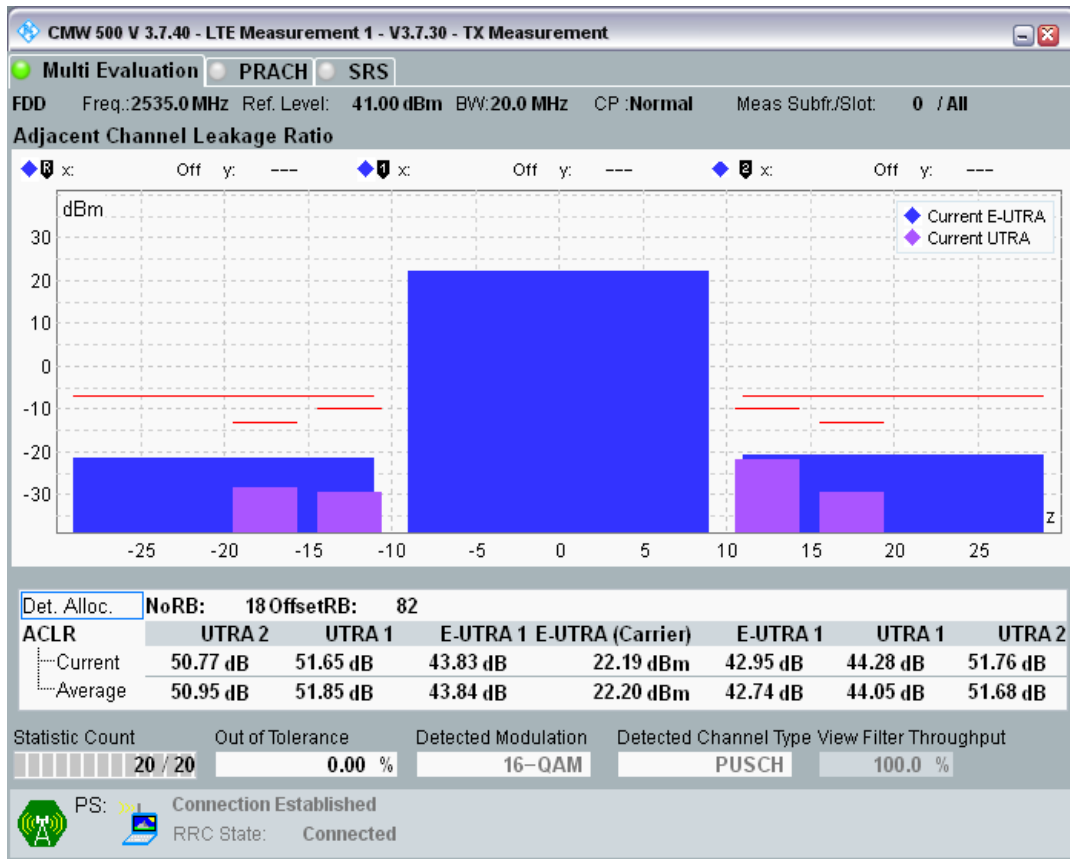 CMW 500 V 3.7.40 - LTE Measurement 1 - V3.7.30 - TX Measurement
Multi Evaluation PRACH SRS
FDD Freq.:2535.0 MHz Ref. Level: 41.00 dBm BW:20.0 MHz CP :Normal Meas Subfr./Slot: 0 / All
Adjacent Channel Leakage Ratio
R x: Off y: --- 1 x: Off y: --- 2 x: Off y: ---
dBm
Current E-UTRA
Current UTRA
30
20
10
0
-10
-20
-30
z
-25 -20 -15 -10 -5 0 5 10 15 20 25
Det. Alloc. NoRB: 18 OffsetRB: 82
ACLR UTRA 2 UTRA 1 E-UTRA 1 E-UTRA (Carrier) E-UTRA 1 UTRA 1 UTRA 2
Current 50.77 dB 51.65 dB 43.83 dB 22.19 dBm 42.95 dB 44.28 dB 51.76 dB
Average 50.95 dB 51.85 dB 43.84 dB 22.20 dBm 42.74 dB 44.05 dB 51.68 dB
Statistic Count Out of Tolerance Detected Modulation Detected Channel Type View Filter Throughput
20 / 20 0.00 % 16-QAM PUSCH 100.0 %
PS: Connection Established
RRC State: Connected